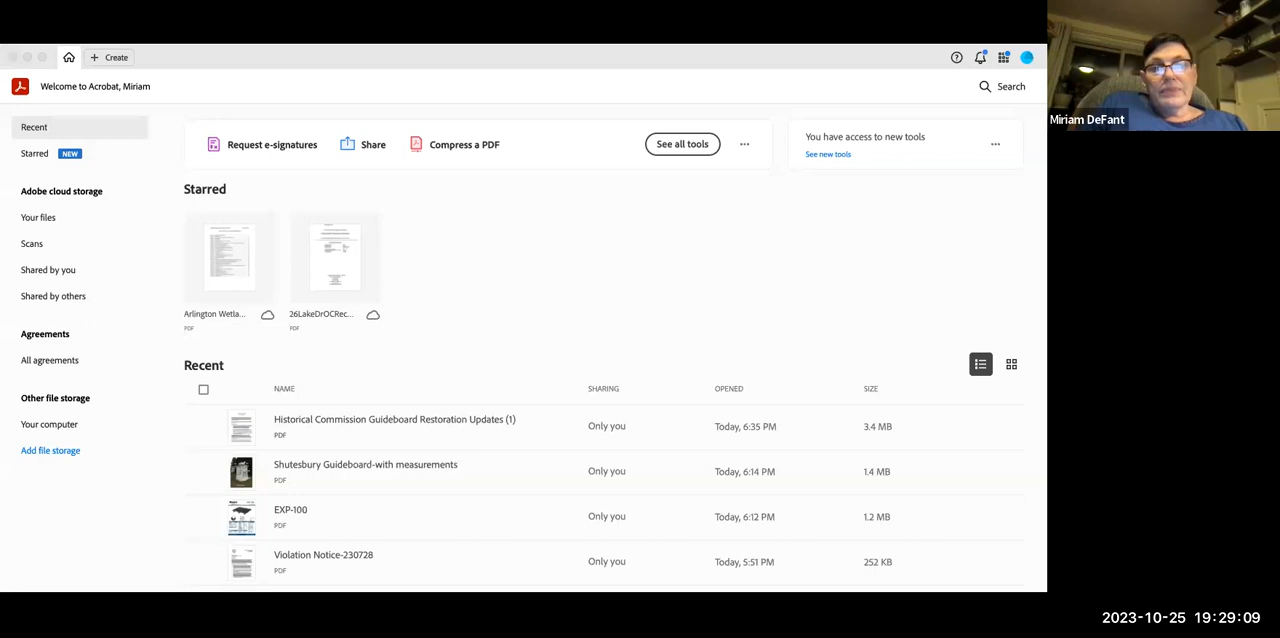 Create
Welcome to Acrobat, Miriam
Search
Miriam DeFant
Recent
Starred NEW
Adobe cloud storage
Your files
Scans
Shared by you
Shared by others
Agreements
All agreements
Other file storage
Your computer
Add file storage
Request e-signatures Share Compress a PDF See all tools
You have access to new tools
See new tools
Starred
Arlington Wetla...
PDF
26LakeDrOCRec...
PDF
Recent
NAME SHARING OPENED SIZE
Historical Commission Guideboard Restoration Updates (1) Only you Today, 6:35 PM 3.4 MB
PDF
Shutesbury Guideboard-with measurements Only you Today, 6:14 PM 1.4 MB
PDF
EXP-100 Only you Today, 6:12 PM 1.2 MB
PDF
Violation Notice-230728 Only you Today, 5:51 PM 252 KB
PDF
2023-10-25 19:29:09